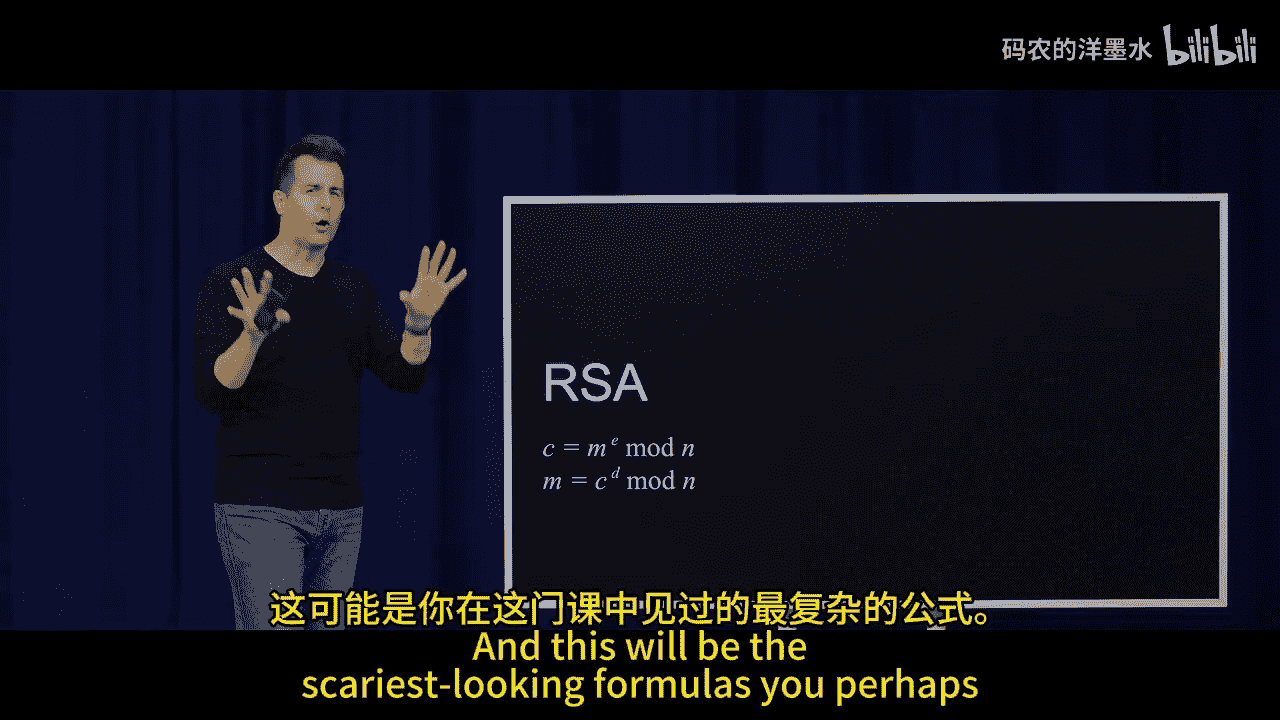 码农的洋墨水 bilibili
RSA
c = m^e mod n
m = c^d mod n
这可能是你在这门课中见过的最复杂的公式。
And this will be the
scariest-looking formulas you perhaps